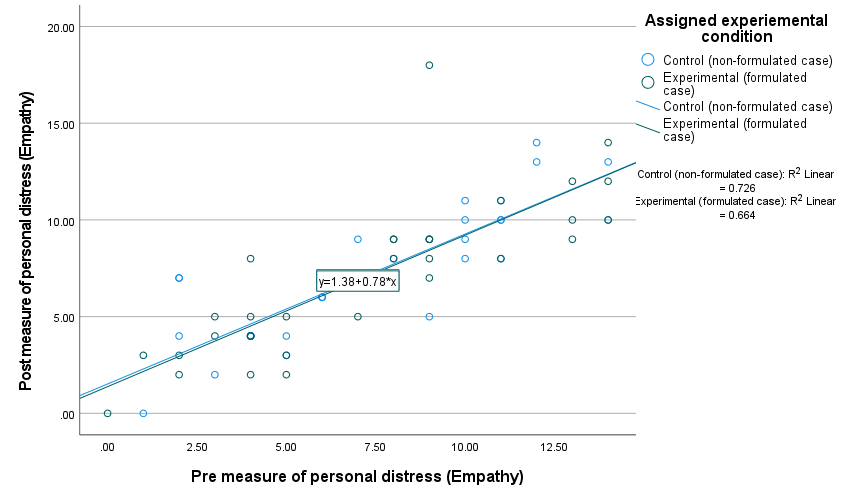 Assigned experiemental
condition
Control (non-formulated case)
Experimental (formulated
case)
Control (non-formulated case)
Experimental (formulated
case)
Control (non-formulated case): R² Linear
= 0.726
Experimental (formulated case): R² Linear
= 0.664
Post measure of personal distress (Empathy)
20.00
15.00
10.00
5.00
.00
y=1.38+0.78*x
.00
2.50
5.00
7.50
10.00
12.50
Pre measure of personal distress (Empathy)